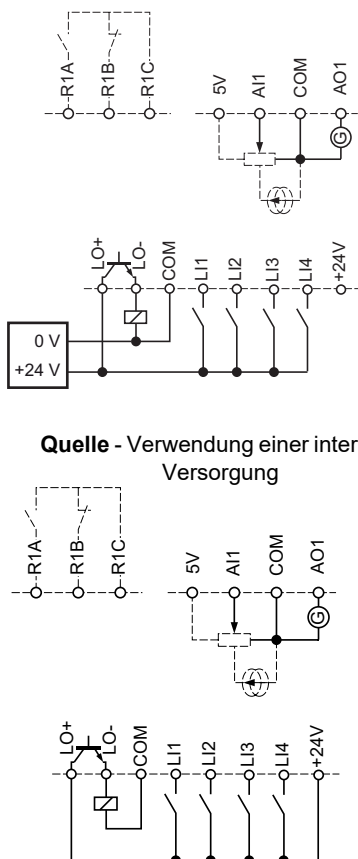 R1A
R1B
R1C
5V
AI1
COM
AO1
G
LO+
LO-
COM
LI1
LI2
LI3
LI4
+24V
0 V
+24 V
Quelle - Verwendung einer inter
Versorgung
R1A
R1B
R1C
5V
AI1
COM
AO1
G
LO+
LO-
COM
LI1
LI2
LI3
LI4
+24V